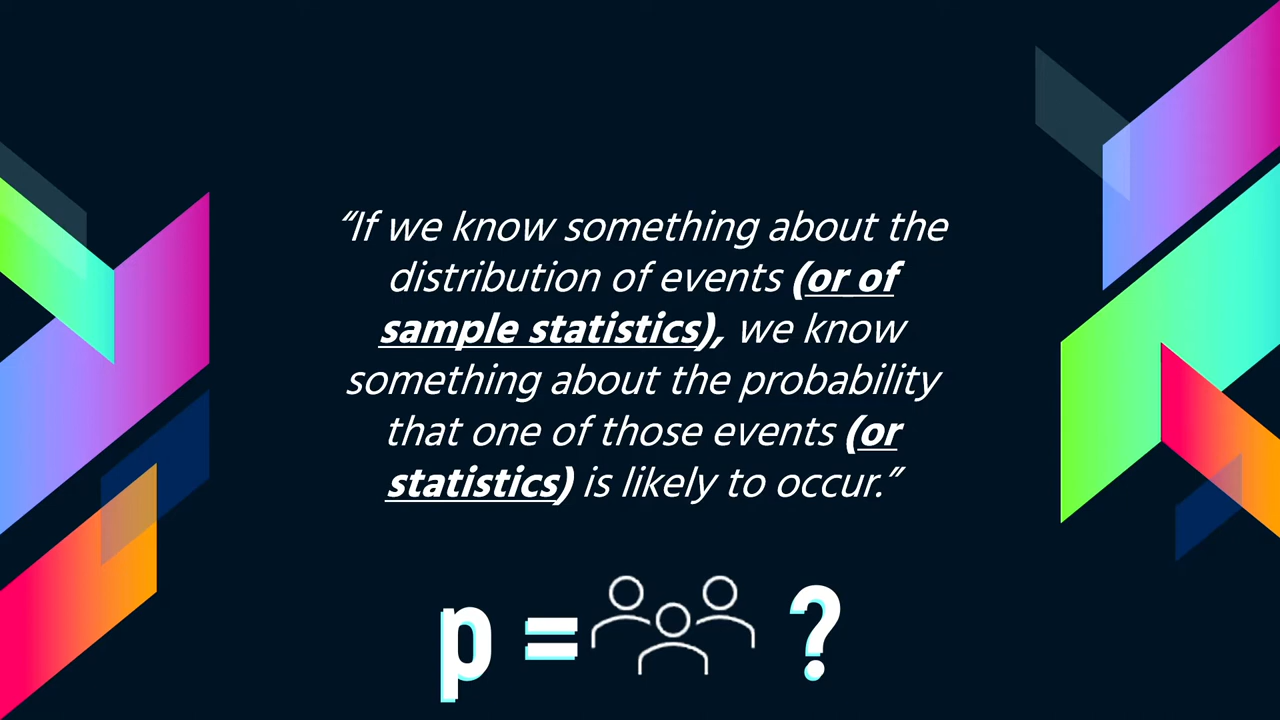 “If we know something about the
distribution of events (or of
sample statistics), we know
something about the probability
that one of those events (or
statistics) is likely to occur.”
p = ?